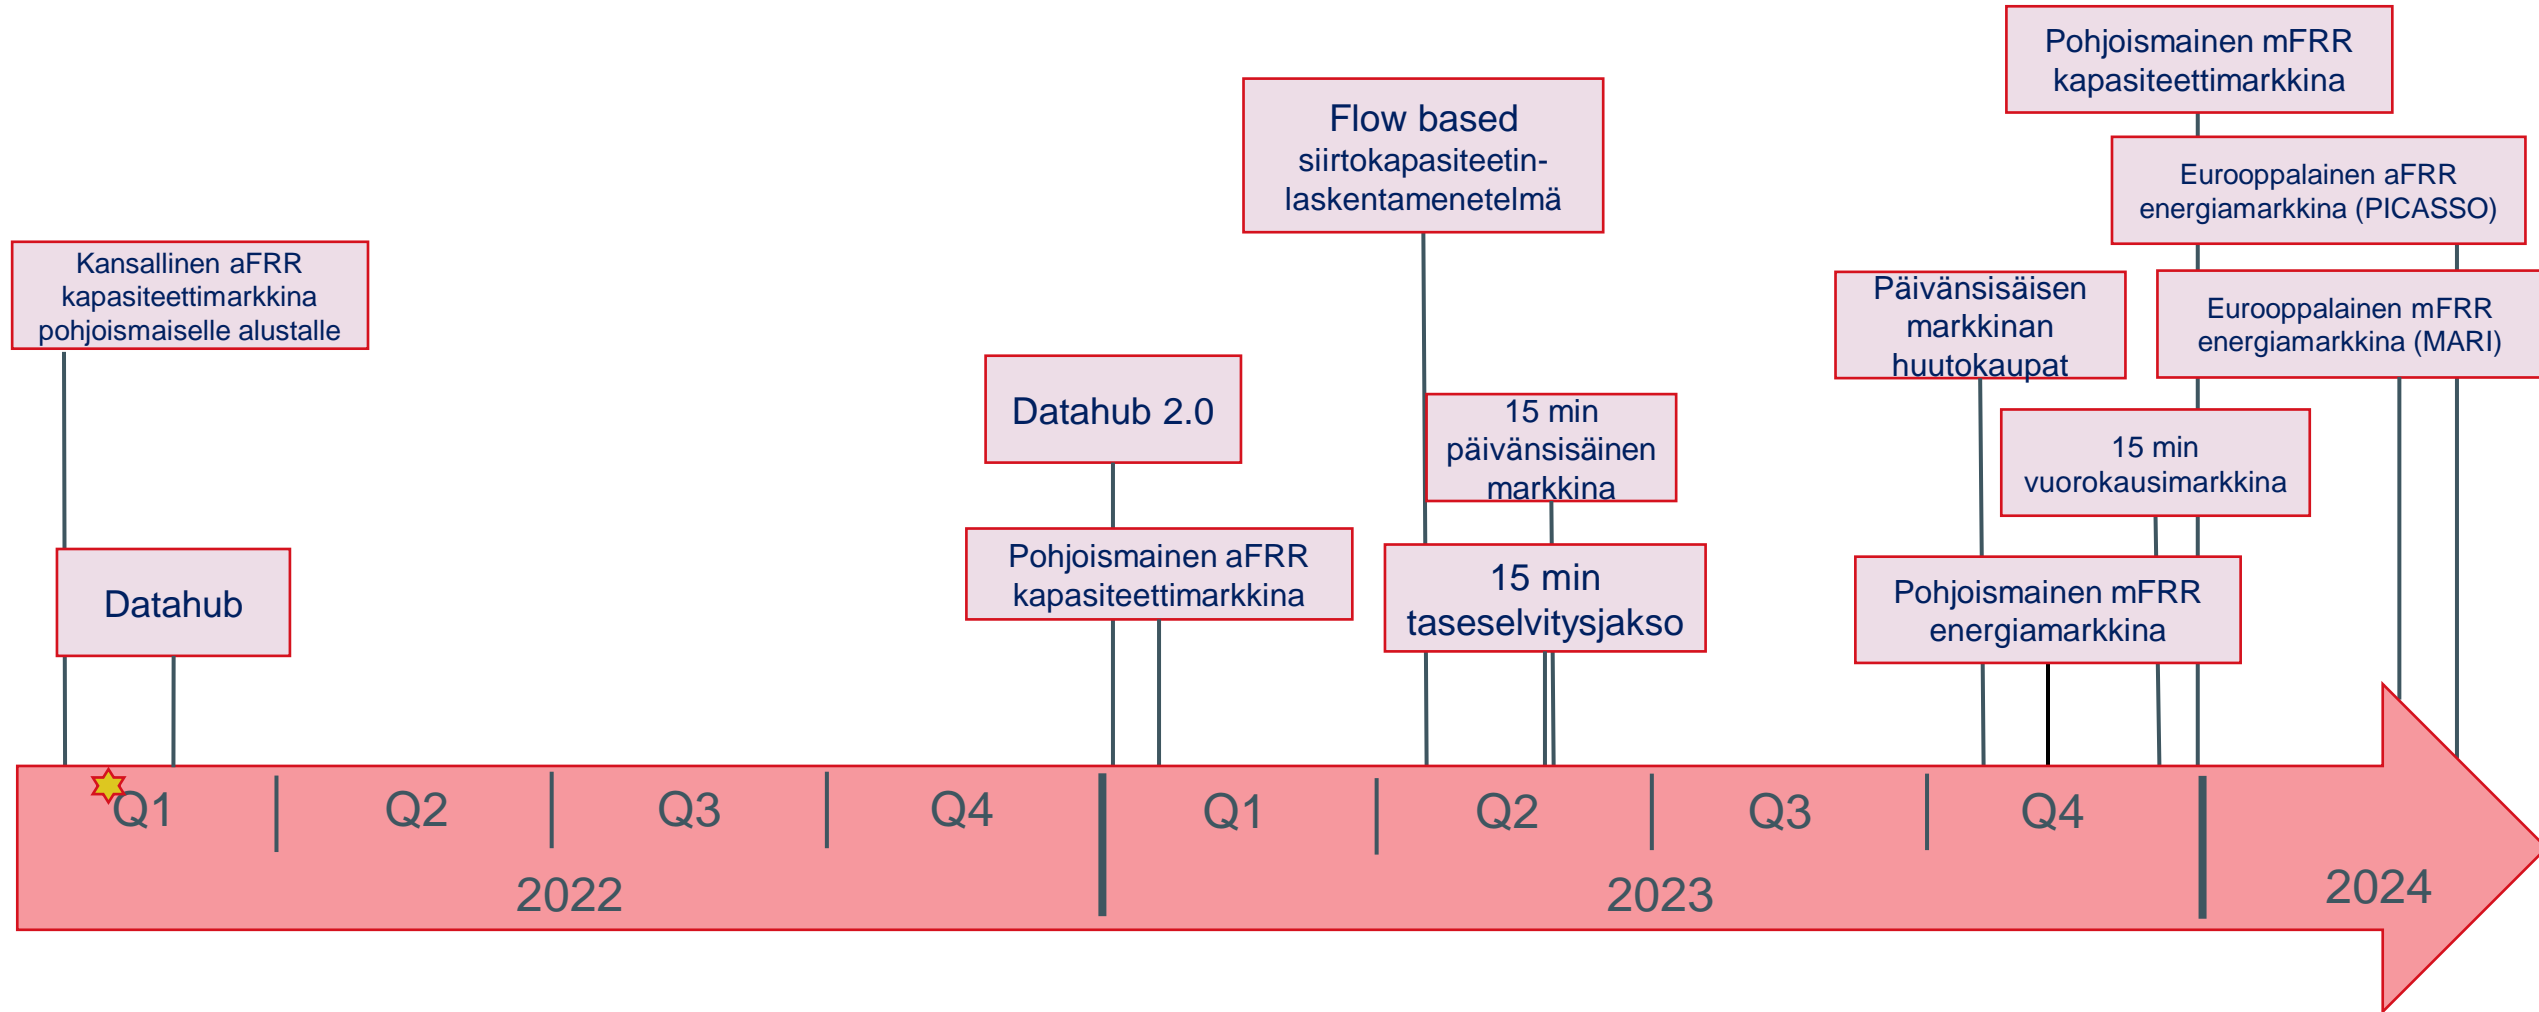 Pohjoismainen mFRR
kapasiteettimarkkina
Flow based
siirtokapasiteetin-
laskentamenetelmä
Eurooppalainen aFRR
energiamarkkina (PICASSO)
Kansallinen aFRR
kapasiteettimarkkina
pohjoismaiselle alustalle
Päivänsisäisen
markkinan
huutokaupat
Eurooppalainen mFRR
energiamarkkina (MARI)
Datahub 2.0
15 min
päivänsisäinen
markkina
15 min
vuorokausimarkkina
Datahub
Pohjoismainen aFRR
kapasiteettimarkkina
15 min
taseselvitysjakso
Pohjoismainen mFRR
energiamarkkina
Q1 Q2 Q3 Q4 Q1 Q2 Q3 Q4
2022 2023 2024